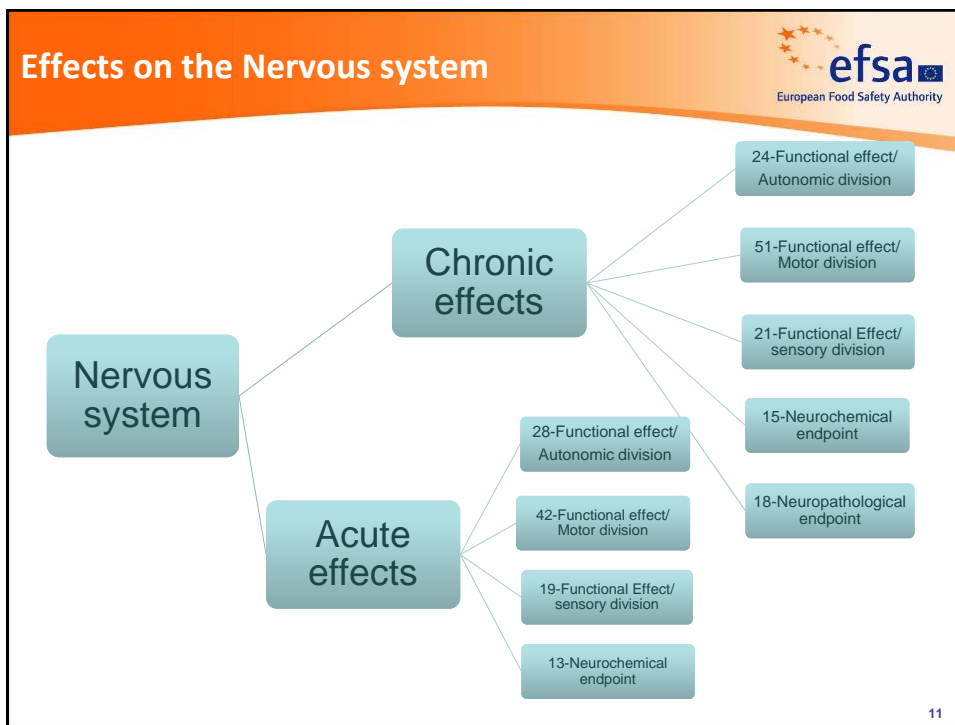 Effects on the Nervous system
efsa
European Food Safety Authority
Nervous
system
Chronic
effects
24-Functional effect/
Autonomic division
51-Functional effect/
Motor division
21-Functional Effect/
sensory division
15-Neurochemical
endpoint
18-Neuropathological
endpoint
Acute
effects
28-Functional effect/
Autonomic division
42-Functional effect/
Motor division
19-Functional Effect/
sensory division
13-Neurochemical
endpoint
11